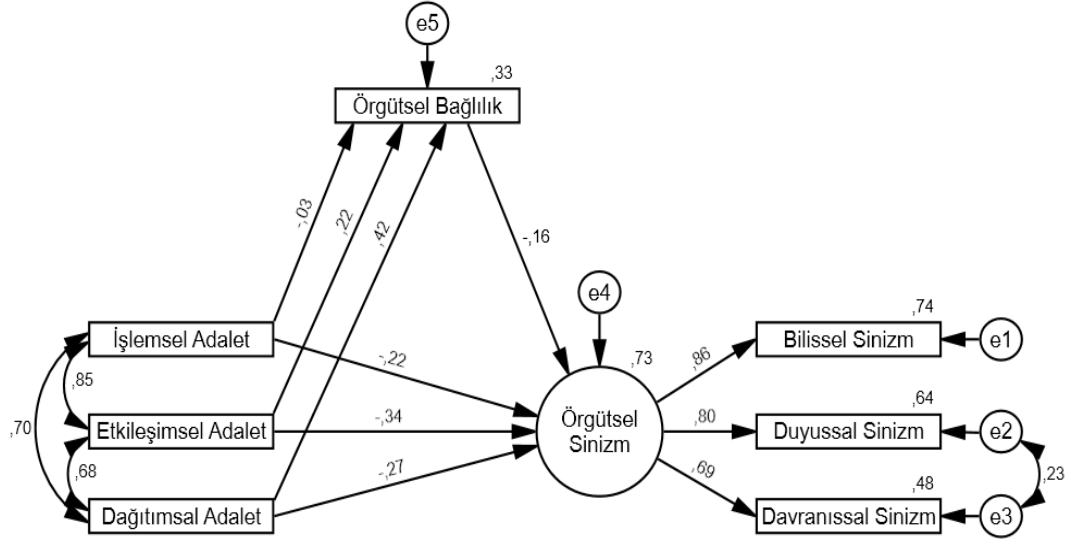 e5
,33
Örgütsel Bağlılık
-,03
,22
,42
-,16
e4
,74
İşlemsel Adalet
-,22
,73
,86
Bilissel Sinizm
e1
,85
,64
,70
Etkileşimsel Adalet
-,34
Örgütsel
Sinizm
,80
Duyussal Sinizm
e2
,68
-,27
,69
,48
,23
Dağıtımsal Adalet
Davranıssal Sinizm
e3